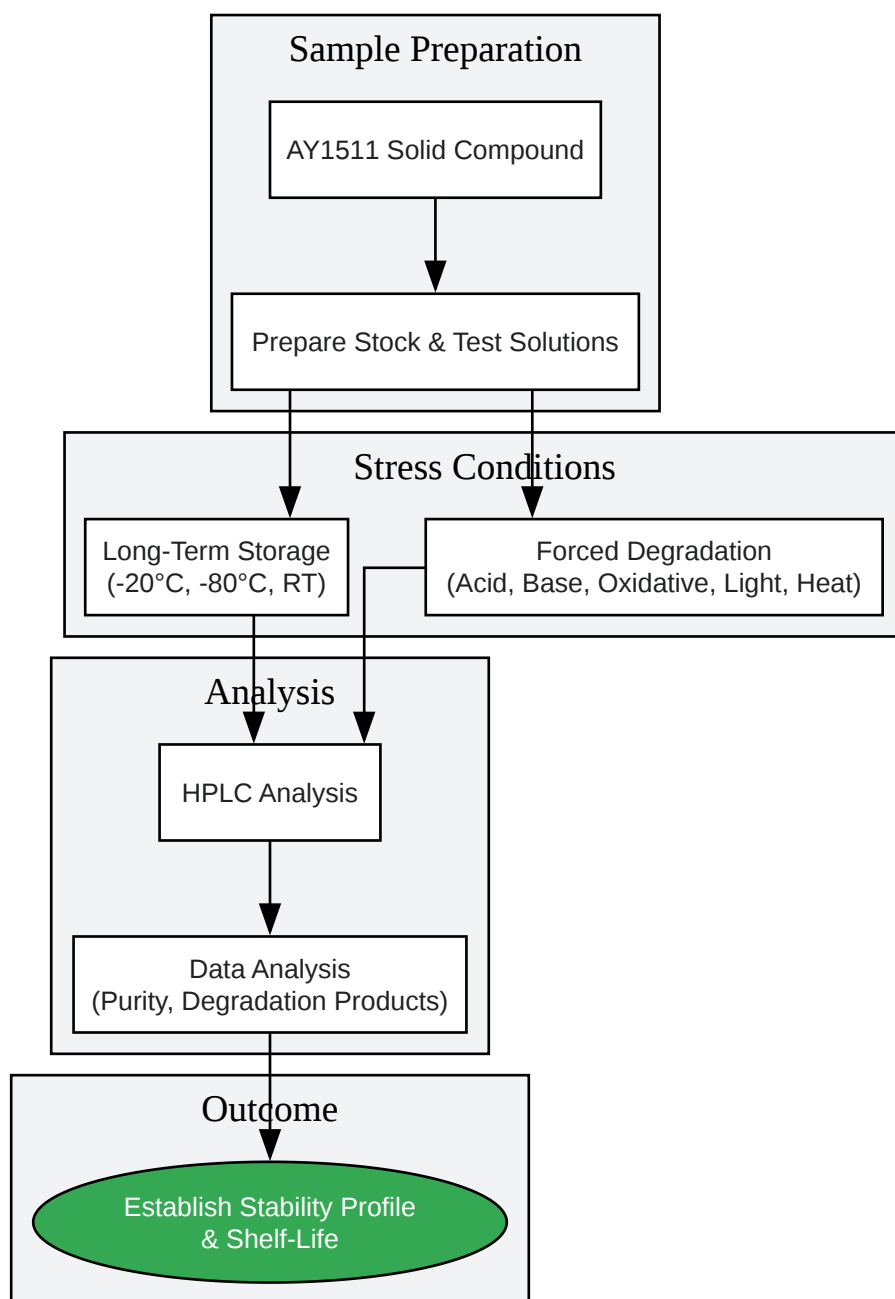 Sample Preparation
AY1511 Solid Compound
Prepare Stock & Test Solutions
Stress Conditions
Long-Term Storage
(-20°C, -80°C, RT)
Forced Degradation
(Acid, Base, Oxidative, Light, Heat)
Analysis
HPLC Analysis
Data Analysis
(Purity, Degradation Products)
Outcome
Establish Stability Profile
& Shelf-Life